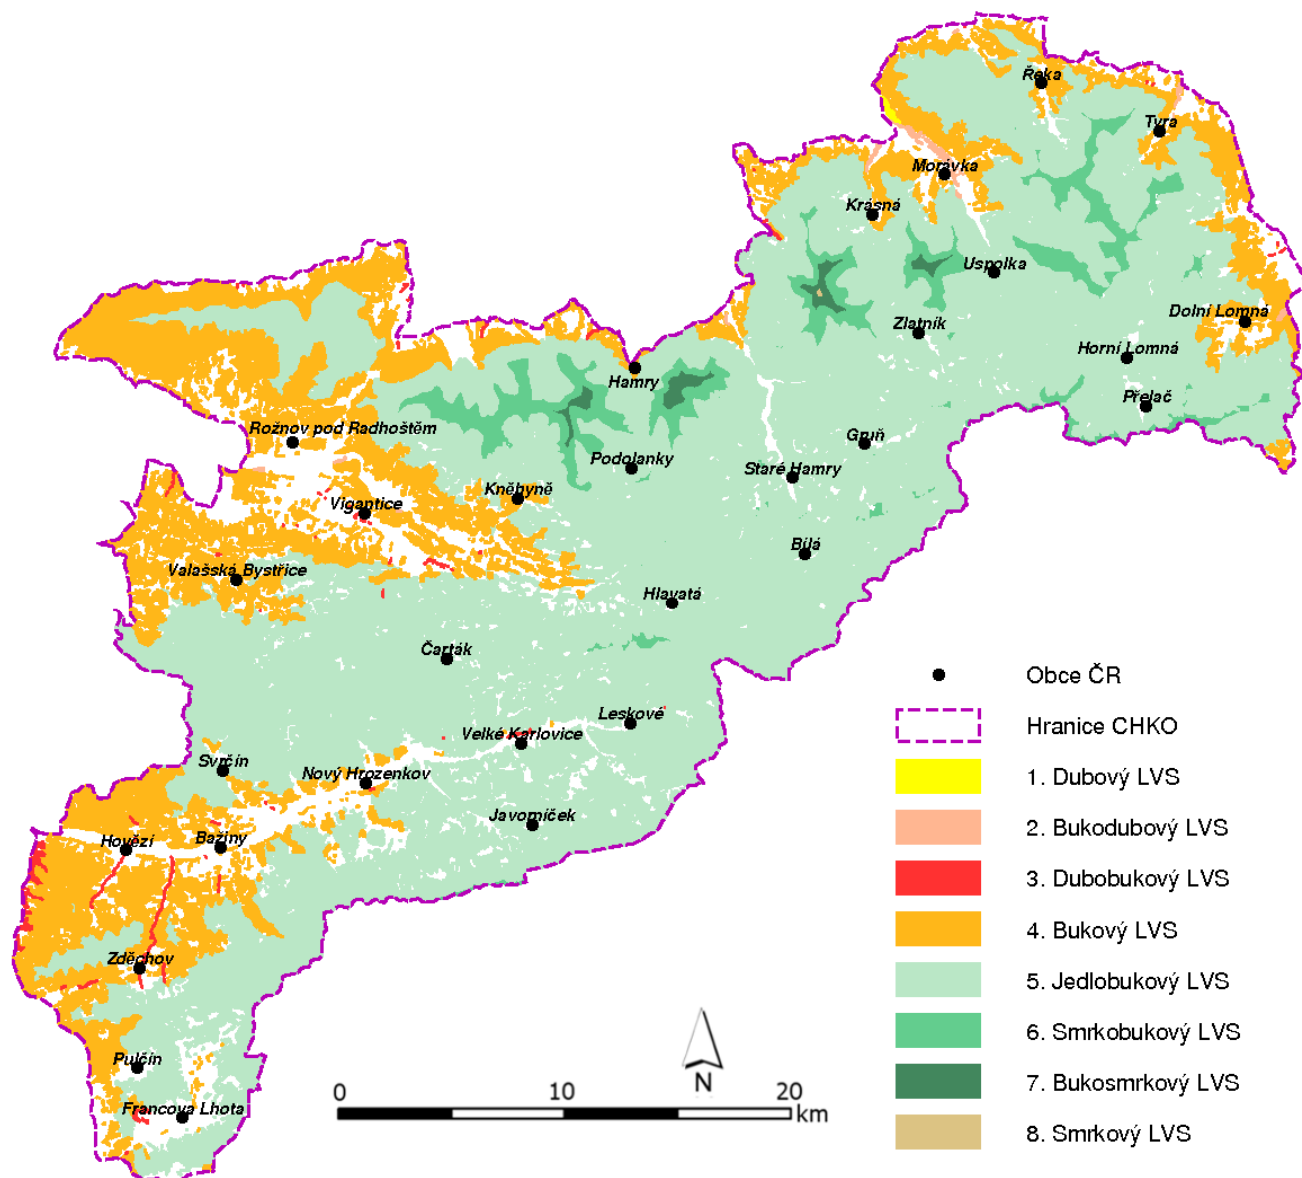 Řeka
Tyra
Morávka
Krásná
Uspolka
Dolní Lomná
Zlatník
Horní Lomná
Hamry
Přelač
Rožnov pod Radhoštěm
Gruň
Podolanky
Staré Hamry
Kněhyně
Vigantice
Bílá
Valašská Bystřice
Hlavatá
Čarták
Obce ČR
Leskové
Hranice CHKO
Velké Karlovice
Svrčín
Nový Hrozenkov
1. Dubový LVS
Javorníček
2. Bukodubový LVS
Hovězí
Bažiny
3. Dubobukový LVS
4. Bukový LVS
Zděchov
5. Jedlobukový LVS
6. Smrkobukový LVS
Pulčín
N
7. Bukosmrkový LVS
0 10 20
km
Francova Lhota
8. Smrkový LVS